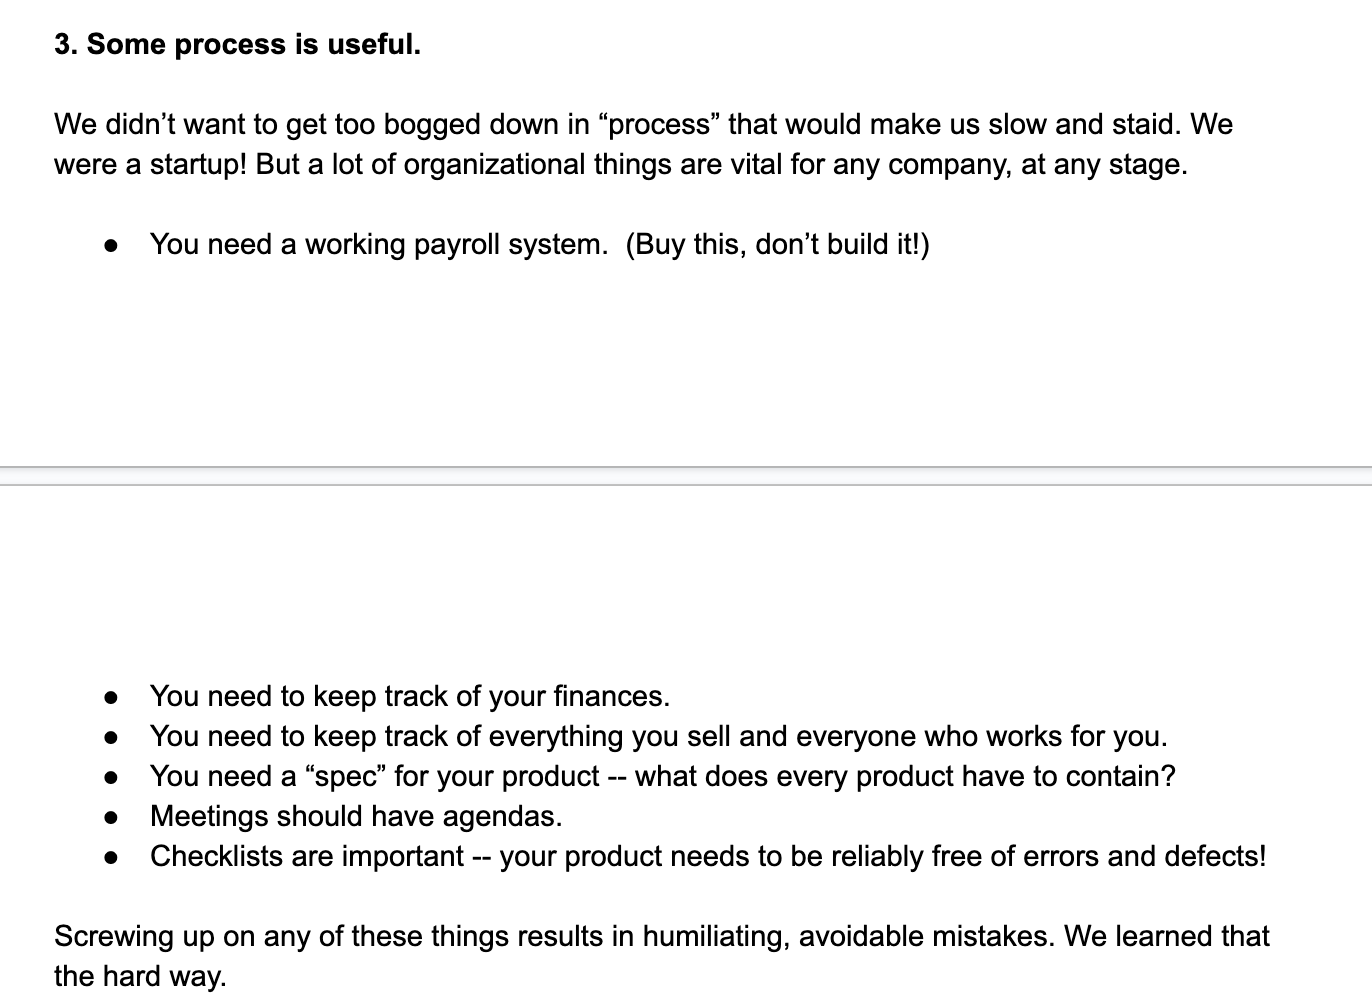 3. Some process is useful.
We didn’t want to get too bogged down in “process” that would make us slow and staid. We
were a startup! But a lot of organizational things are vital for any company, at any stage.
● You need a working payroll system.  (Buy this, don’t build it!)
● You need to keep track of your finances.
● You need to keep track of everything you sell and everyone who works for you.
● You need a “spec” for your product -- what does every product have to contain?
● Meetings should have agendas.
● Checklists are important -- your product needs to be reliably free of errors and defects!
Screwing up on any of these things results in humiliating, avoidable mistakes. We learned that
the hard way.